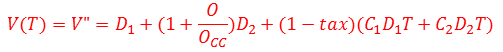 V(T) = V" = D₁ + (1 + O/O_CC)D₂ + (1 − tax)(C₁D₁T + C₂D₂T)